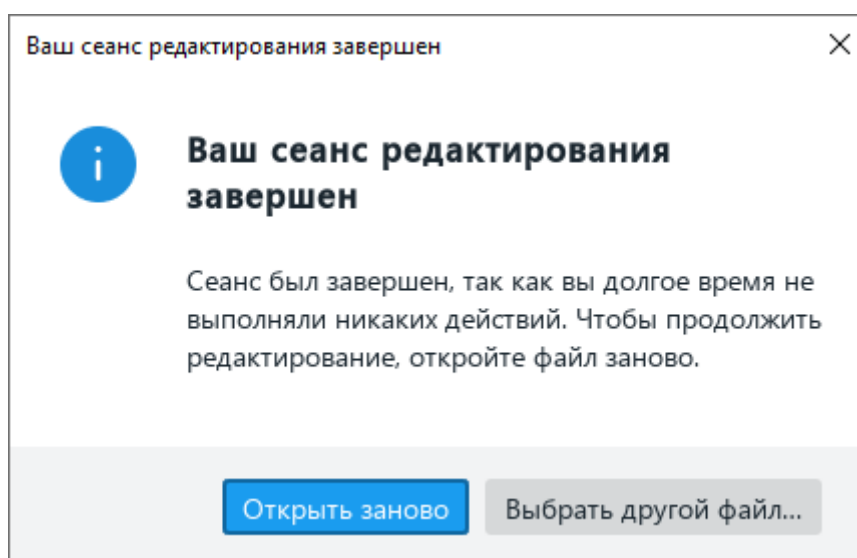 Ваш сеанс редактирования завершен
Ваш сеанс редактирования
завершен
Сеанс был завершен, так как вы долгое время не
выполняли никаких действий. Чтобы продолжить
редактирование, откройте файл заново.
Открыть заново
Выбрать другой файл...